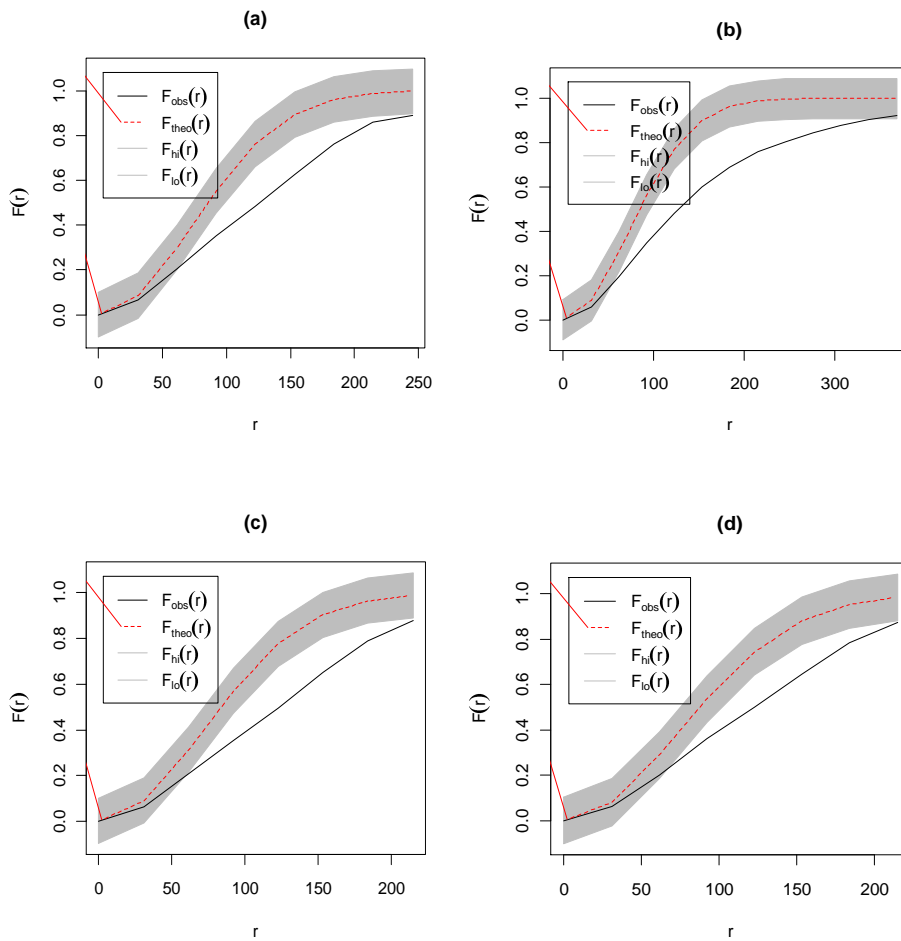 (a)
F(r)
0.0 0.2 0.4 0.6 0.8 1.0
Fobs(r)
Ftheo(r)
Fhi(r)
Flo(r)
0 50 100 150 200 250
r
(b)
F(r)
0.0 0.2 0.4 0.6 0.8 1.0
Fobs(r)
Ftheo(r)
Fhi(r)
Flo(r)
0 100 200 300
r
(c)
F(r)
0.0 0.2 0.4 0.6 0.8 1.0
Fobs(r)
Ftheo(r)
Fhi(r)
Flo(r)
0 50 100 150 200
r
(d)
F(r)
0.0 0.2 0.4 0.6 0.8 1.0
Fobs(r)
Ftheo(r)
Fhi(r)
Flo(r)
0 50 100 150 200
r